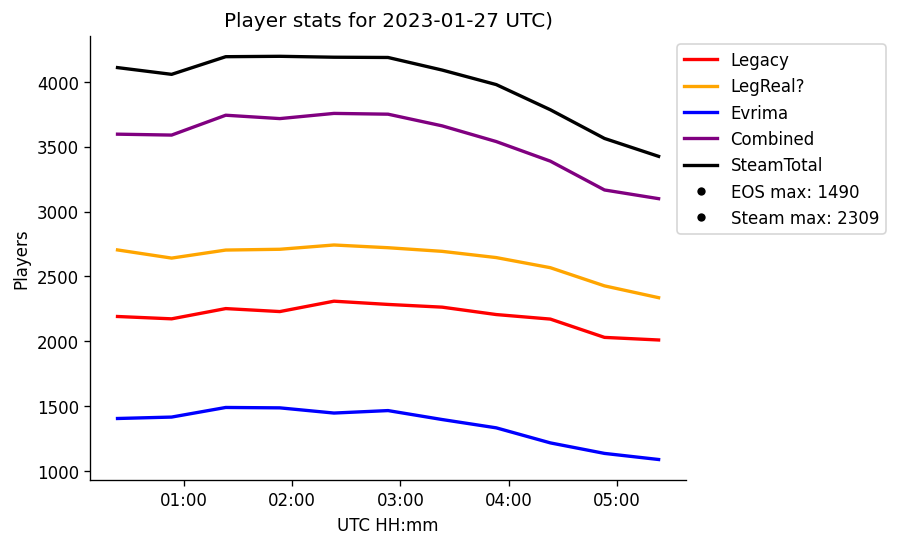 Player stats for 2023-01-27 UTC)
Legacy
LegReal?
Evrima
Combined
SteamTotal
EOS max: 1490
Steam max: 2309
Players
4000
3500
3000
2500
2000
1500
1000
01:00 02:00 03:00 04:00 05:00
UTC HH:mm